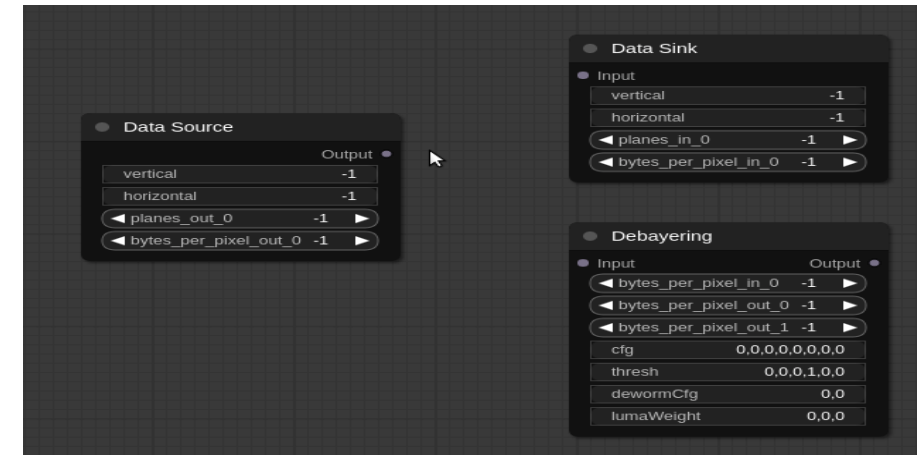 Data Source
Output
vertical -1
horizontal -1
planes_out_0 -1
bytes_per_pixel_out_0 -1
Data Sink
Input
vertical -1
horizontal -1
planes_in_0 -1
bytes_per_pixel_in_0 -1
Debayering
Input Output
bytes_per_pixel_in_0 -1
bytes_per_pixel_out_0 -1
bytes_per_pixel_out_1 -1
cfg 0,0,0,0,0,0,0,0
thresh 0,0,0,1,0,0
dewormCfg 0,0
lumaWeight 0,0,0